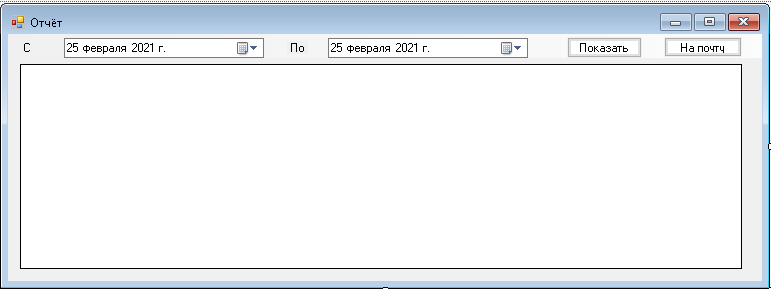 Отчёт
С 25 февраля 2021 г. По 25 февраля 2021 г. Показать На почту